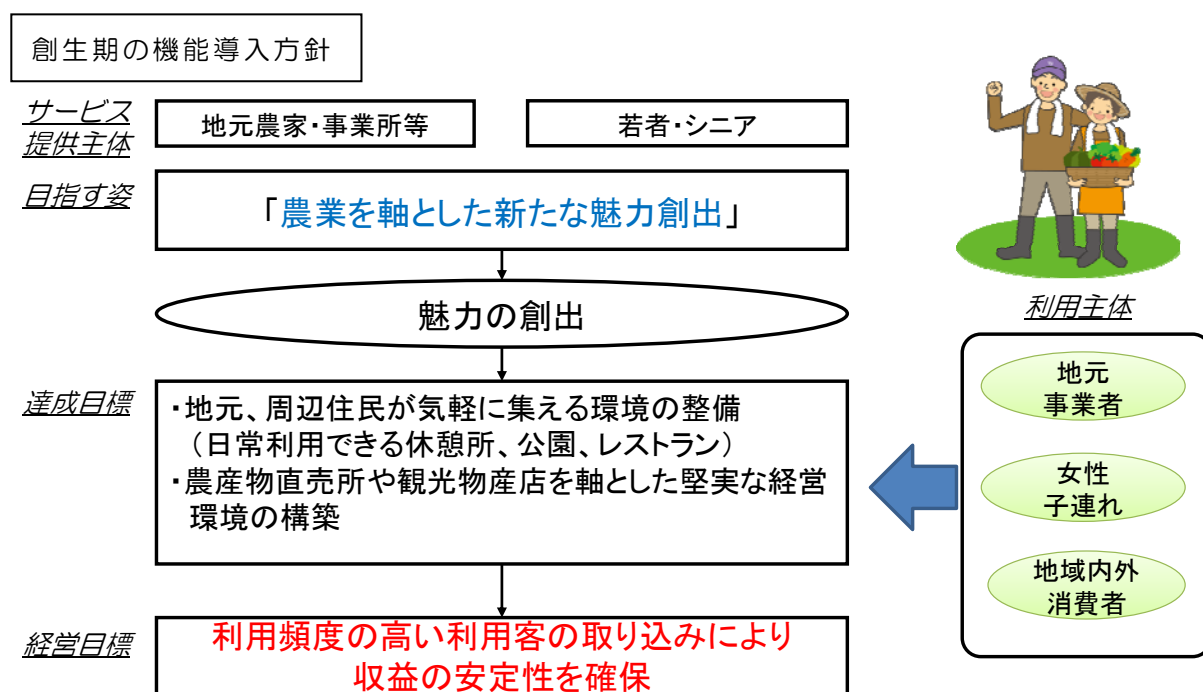 創生期の機能導入方針
サービス
提供主体
地元農家・事業所等
若者・シニア
目指す姿
「農業を軸とした新たな魅力創出」
魅力の創出
達成目標
・地元、周辺住民が気軽に集える環境の整備
（日常利用できる休憩所、公園、レストラン）
・農産物直売所や観光物産店を軸とした堅実な経営
環境の構築
経営目標
利用頻度の高い利用客の取り込みにより
収益の安定性を確保
利用主体
地元
事業者
女性
子連れ
地域内外
消費者